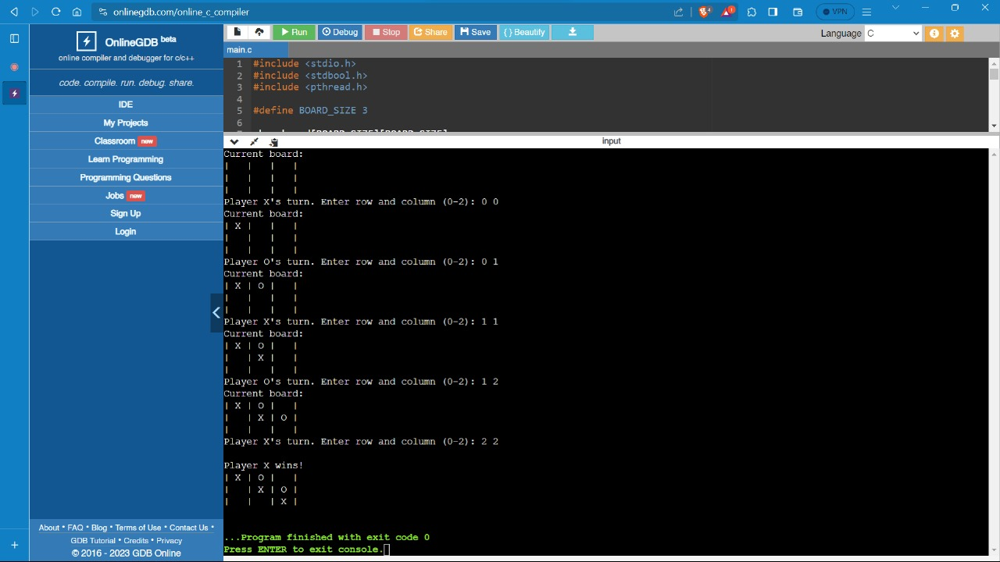 onlinegdb.com/online_c_compiler
4
1
VPN
OnlineGDB beta
online compiler and debugger for c/c++
code. compile. run. debug. share.
IDE
My Projects
Classroom new
Learn Programming
Programming Questions
Jobs new
Sign Up
Login
About • FAQ • Blog • Terms of Use • Contact Us •
GDB Tutorial • Credits • Privacy
© 2016 - 2023 GDB Online
Run Debug Stop Share Save { } Beautify
Language C
main.c
1 #include <stdio.h>
2 #include <stdbool.h>
3 #include <pthread.h>
4
5 #define BOARD_SIZE 3
6
input
Current board:
|   |   |   |
|   |   |   |
|   |   |   |
Player X's turn. Enter row and column (0-2): 0 0
Current board:
| X |   |   |
|   |   |   |
|   |   |   |
Player O's turn. Enter row and column (0-2): 0 1
Current board:
| X | O |   |
|   |   |   |
|   |   |   |
Player X's turn. Enter row and column (0-2): 1 1
Current board:
| X | O |   |
|   | X |   |
|   |   |   |
Player O's turn. Enter row and column (0-2): 1 2
Current board:
| X | O |   |
|   | X | O |
|   |   |   |
Player X's turn. Enter row and column (0-2): 2 2
Player X wins!
| X | O |   |
|   | X | O |
|   |   | X |
...Program finished with exit code 0
Press ENTER to exit console.